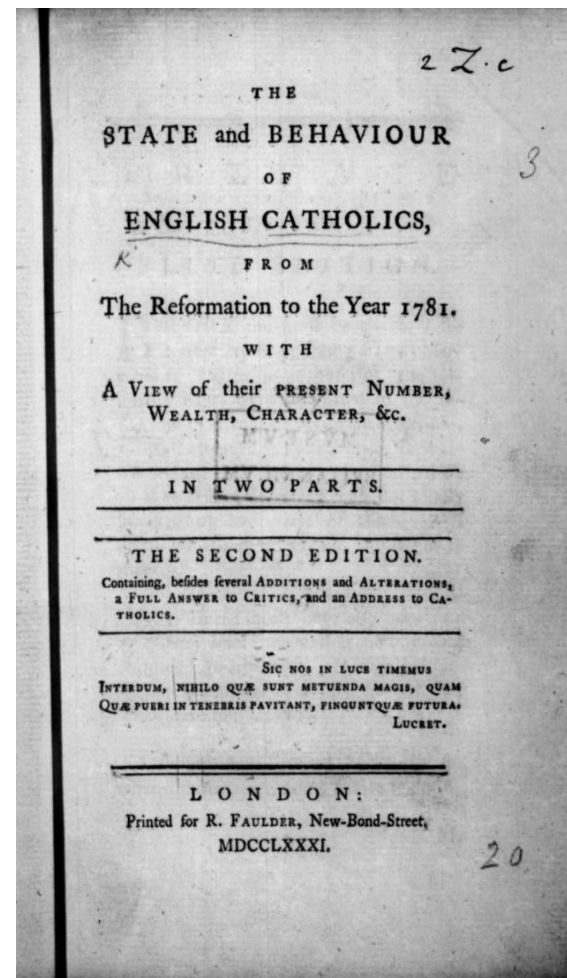 2 Z.c
THE
STATE and BEHAVIOUR
3
OF
ENGLISH CATHOLICS,
K
FROM
The Reformation to the Year 1781.
WITH
A VIEW of their PRESENT NUMBER,
WEALTH, CHARACTER, &c.
IN TWO PARTS.
THE SECOND EDITION.
Containing, beſides ſeveral ADDITIONS and ALTERATIONS,
a FULL ANSWER to CRITICS, and an ADDRESS to CA-
THOLICS.
SIC NOS IN LUCE TIMEMUS
INTERDUM, NIHILO QUÆ SUNT METUENDA MAGIS, QUAM
QUÆ PUERI IN TENEBRIS PAVITANT, FINGUNTQUÆ FUTURA.
LUCRET.
LONDON:
Printed for R. FAULDER, New-Bond-Street,
MDCCLXXXI.
20